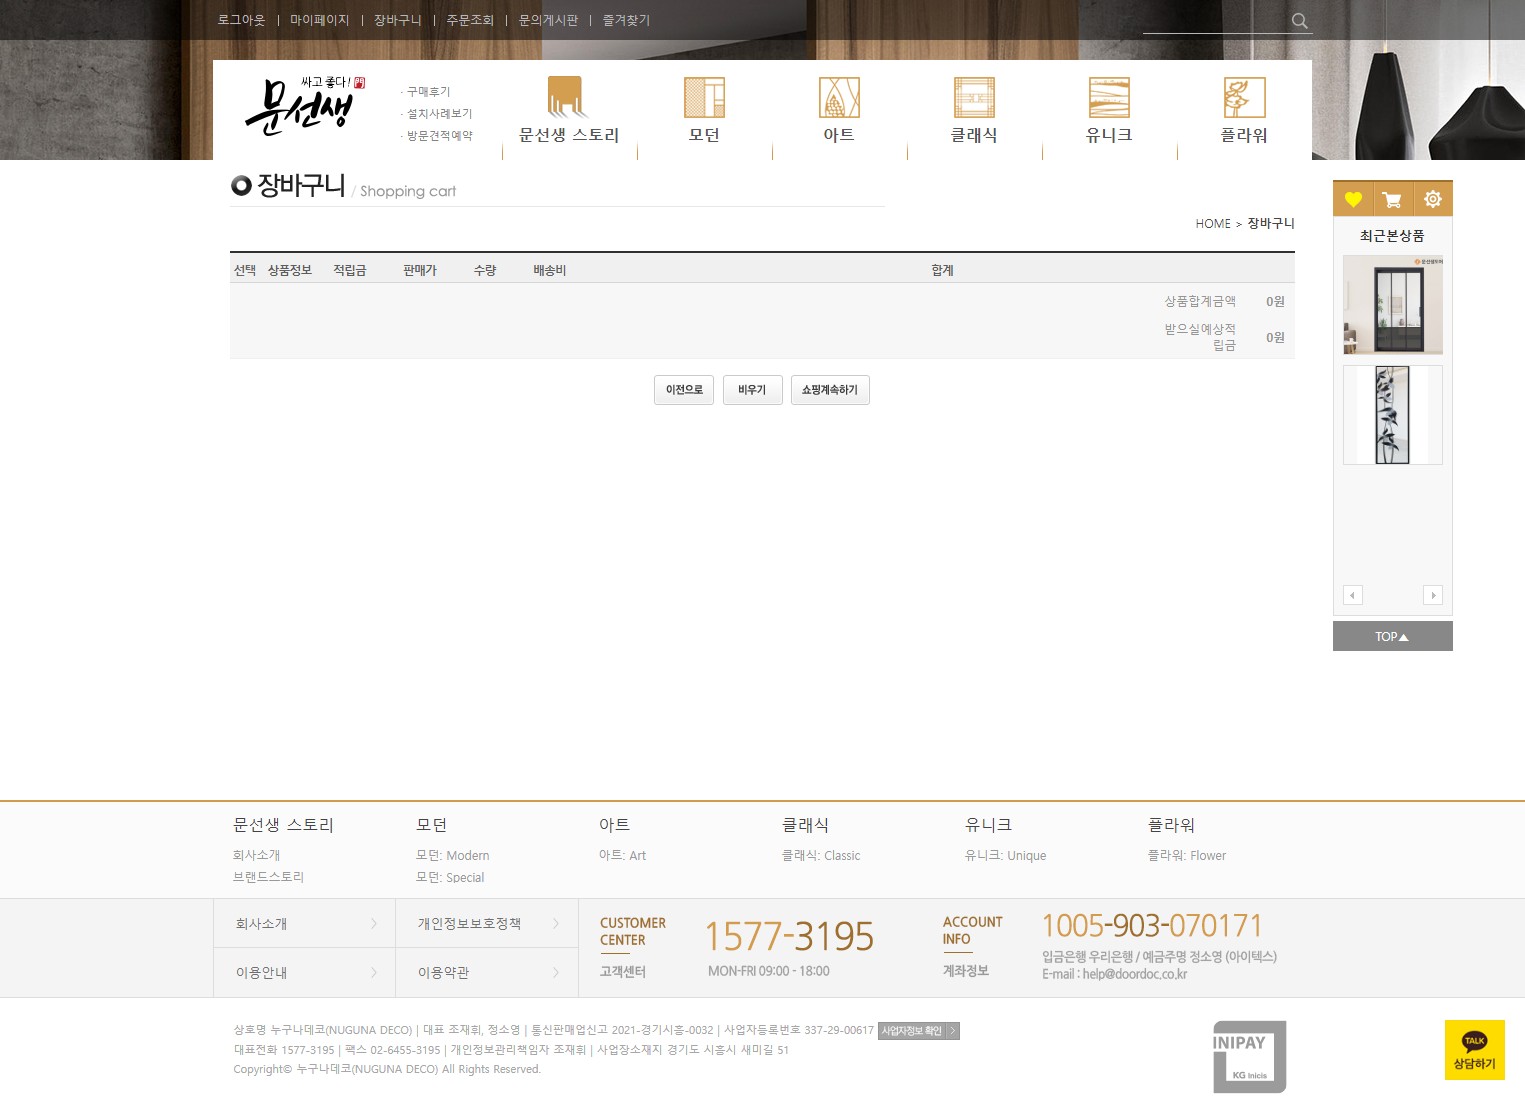 로그아웃 | 마이페이지 | 장바구니 | 주문조회 | 문의게시판 | 즐겨찾기
싸고 좋다!
문선생
· 구매후기
· 설치사례보기
· 방문견적예약
문선생 스토리
모던
아트
클래식
유니크
플라워
장바구니 / Shopping cart
HOME > 장바구니
선택 상품정보 적립금 판매가 수량 배송비 합계
상품합계금액 0원
받으실예상적
립금 0원
이전으로 비우기 쇼핑계속하기
최근본상품
TOP▲
문선생 스토리
회사소개
브랜드스토리
모던
모던: Modern
모던: Special
아트
아트: Art
클래식
클래식: Classic
유니크
유니크: Unique
플라워
플라워: Flower
회사소개
개인정보보호정책
이용안내
이용약관
CUSTOMER
CENTER
고객센터
1577-3195
MON-FRI 09:00 - 18:00
ACCOUNT
INFO
계좌정보
1005-903-070171
입금은행 우리은행 / 예금주명 정소영 (아이텍스)
E-mail : help@doordoc.co.kr
상호명 누구나데코(NUGUNA DECO) | 대표 조재휘, 정소영 | 통신판매업신고 2021-경기시흥-0032 | 사업자등록번호 337-29-00617 사업자정보 확인 >
대표전화 1577-3195 | 팩스 02-6455-3195 | 개인정보관리책임자 조재휘 | 사업장소재지 경기도 시흥시 새미길 51
Copyright© 누구나데코(NUGUNA DECO) All Rights Reserved.
INIPAY
KG Inicis
TALK
상담하기